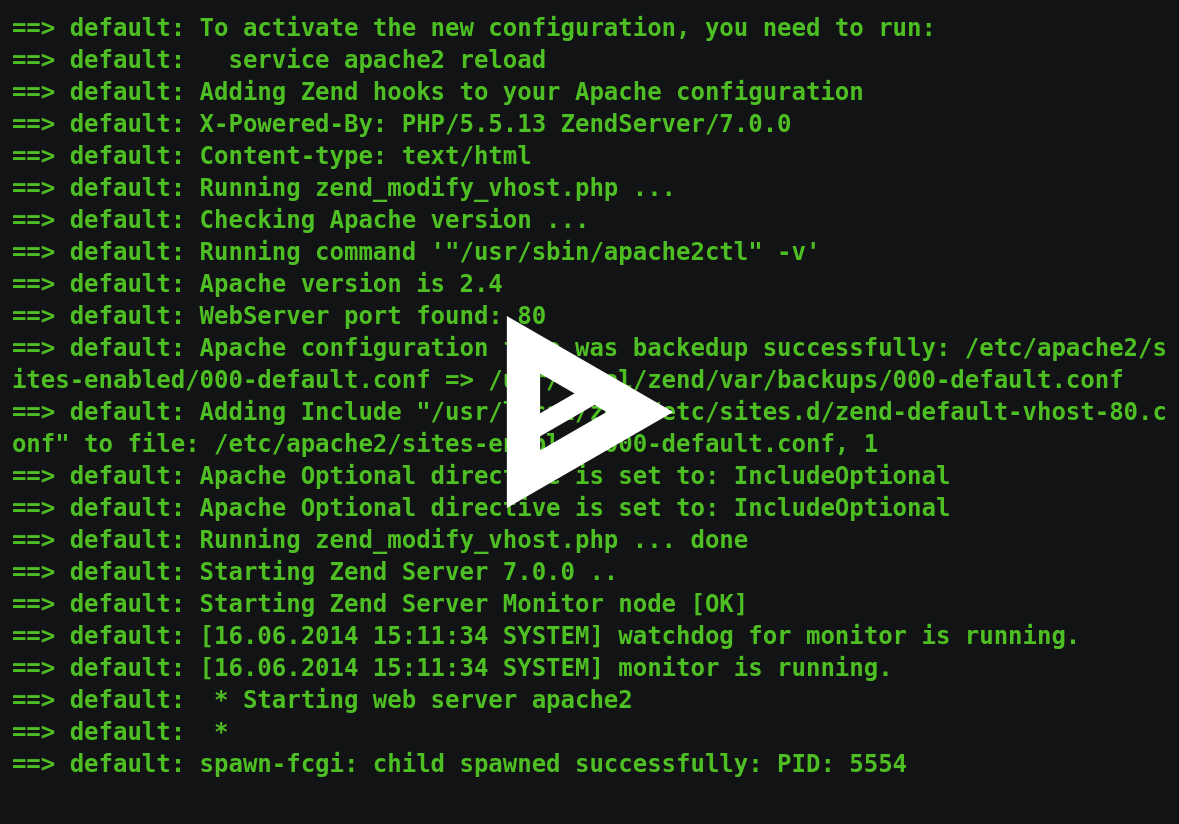 ==> default: To activate the new configuration, you need to run:
==> default:   service apache2 reload
==> default: Adding Zend hooks to your Apache configuration
==> default: X-Powered-By: PHP/5.5.13 ZendServer/7.0.0
==> default: Content-type: text/html
==> default: Running zend_modify_vhost.php ...
==> default: Checking Apache version ...
==> default: Running command '"/usr/sbin/apache2ctl" -v'
==> default: Apache version is 2.4
==> default: WebServer port found: 80
==> default: Apache configuration was backedup successfully: /etc/apache2/s
ites-enabled/000-default.conf => /zend/var/backups/000-default.conf
==> default: Adding Include "/usr/etc/sites.d/zend-default-vhost-80.c
onf" to file: /etc/apache2/000-default.conf, 1
==> default: Apache Optional directive is set to: IncludeOptional
==> default: Apache Optional directive is set to: IncludeOptional
==> default: Running zend_modify_vhost.php ... done
==> default: Starting Zend Server 7.0.0 ..
==> default: Starting Zend Server Monitor node [OK]
==> default: [16.06.2014 15:11:34 SYSTEM] watchdog for monitor is running.
==> default: [16.06.2014 15:11:34 SYSTEM] monitor is running.
==> default:  * Starting web server apache2
==> default:  *
==> default: spawn-fcgi: child spawned successfully: PID: 5554